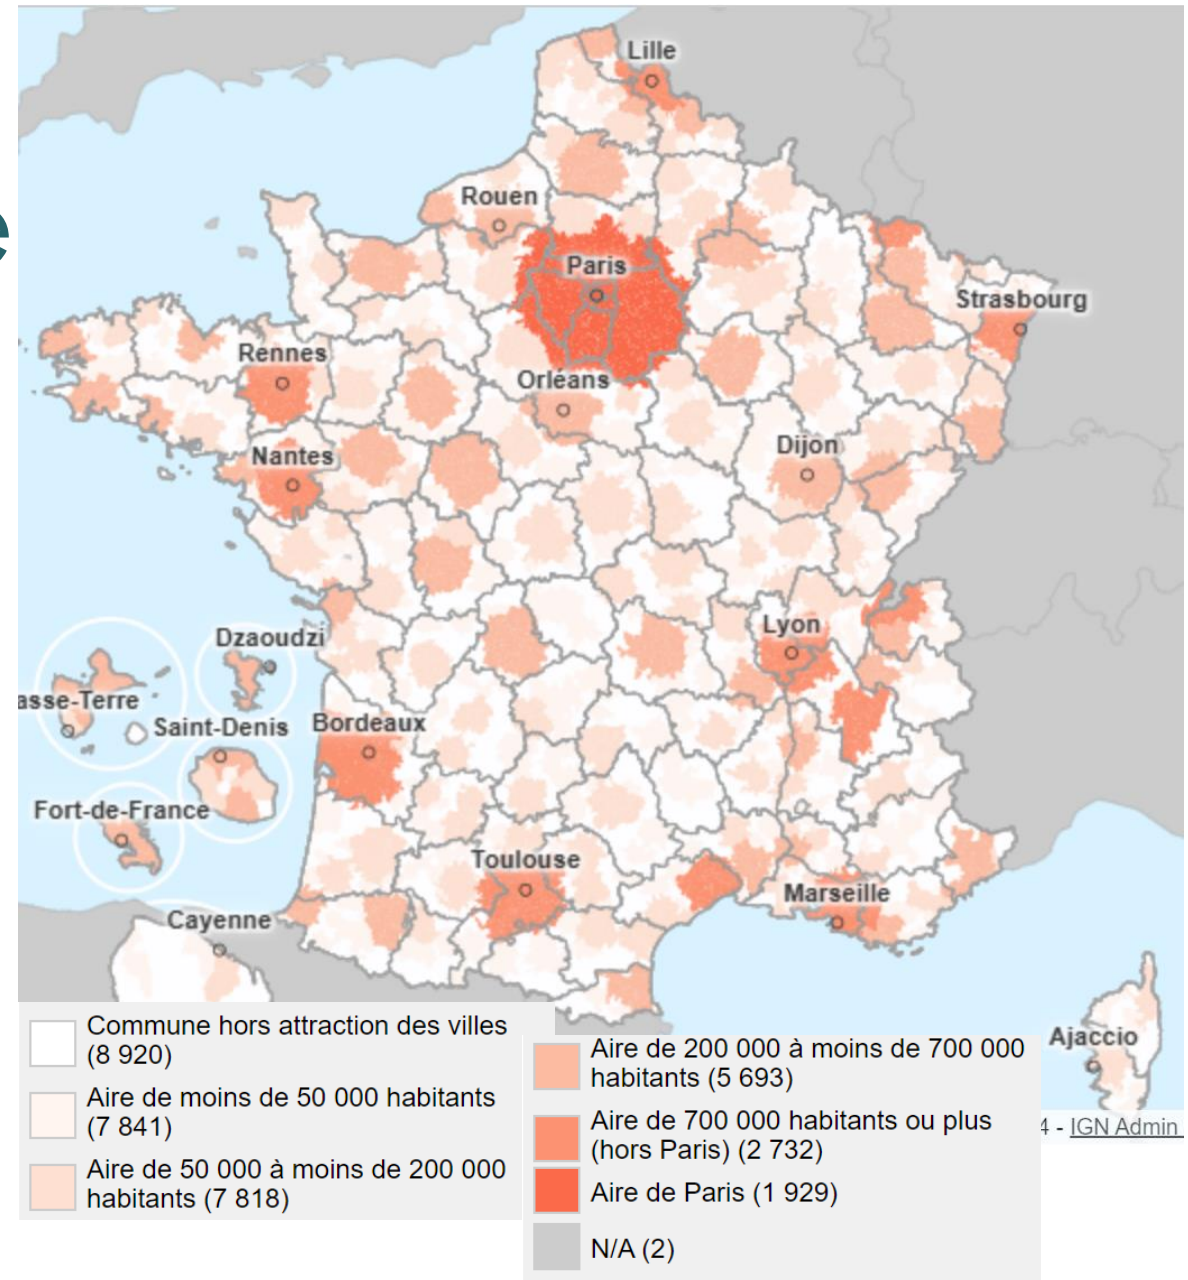 e
Lille
Rouen
Paris
Strasbourg
Rennes
Orléans
Dijon
Nantes
Lyon
Dzaoudzi
asse-Terre
Saint-Denis
Bordeaux
Fort-de-France
Toulouse
Marseille
Cayenne
Ajaccio
Commune hors attraction des villes
(8 920)
Aire de moins de 50 000 habitants
(7 841)
Aire de 50 000 à moins de 200 000
habitants (7 818)
Aire de 200 000 à moins de 700 000
habitants (5 693)
Aire de 700 000 habitants ou plus
(hors Paris) (2 732)
Aire de Paris (1 929)
N/A (2)
4 - IGN Admin